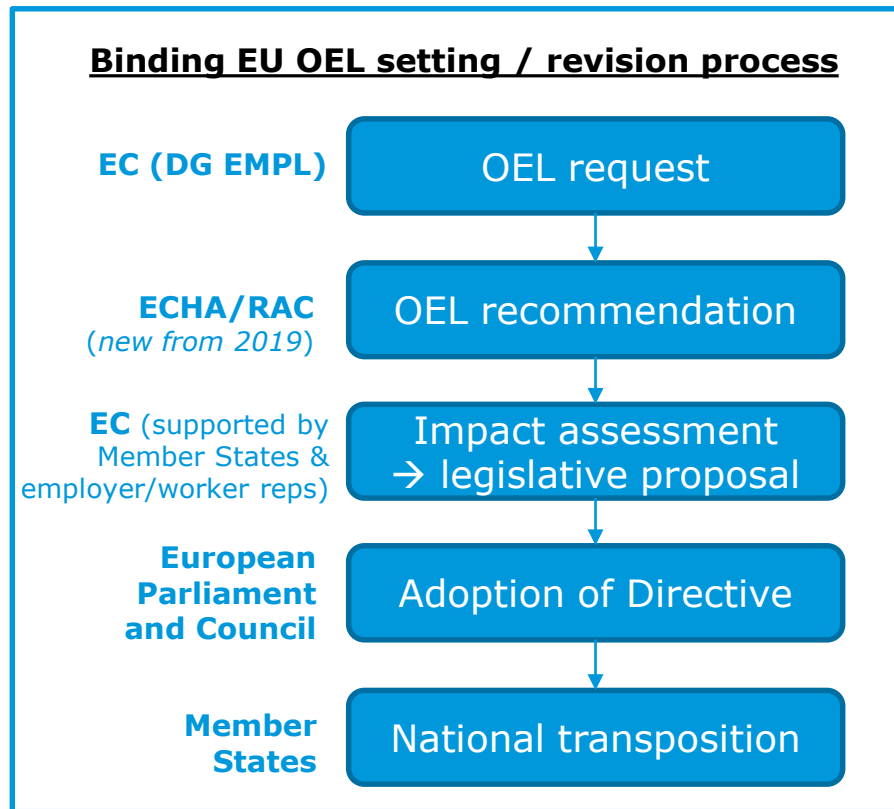 Binding EU OEL setting / revision process
EC (DG EMPL)
OEL request
ECHA/RAC
(new from 2019)
OEL recommendation
EC (supported by
Member States &
employer/worker reps)
Impact assessment
→ legislative proposal
European
Parliament
and Council
Adoption of Directive
Member
States
National transposition